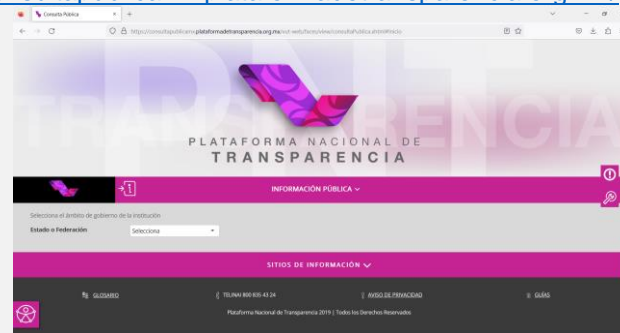 Consulta Pública
https://consultapublicamx.plataformadetransparencia.org.mx/vut-web/faces/view/consultaPublica.xhtml#inicio
PNT
TRANSPARENCIA
PLATAFORMA NACIONAL DE
TRANSPARENCIA
INFORMACIÓN PÚBLICA
Selecciona el ámbito de gobierno de la institución
Estado o Federación
Selecciona
SITIOS DE INFORMACIÓN
GLOSARIO
TELINAI 800 835 43 24
AVISO DE PRIVACIDAD
GUÍAS
Plataforma Nacional de Transparencia 2019 | Todos los Derechos Reservados